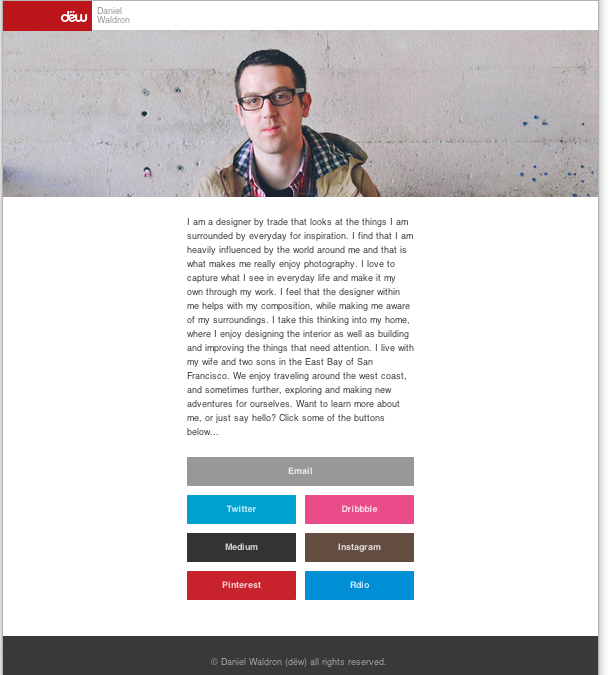 dëw
Daniel
Waldron
I am a designer by trade that looks at the things I am
surrounded by everyday for inspiration. I find that I am
heavily influenced by the world around me and that is
what makes me really enjoy photography. I love to
capture what I see in everyday life and make it my
own through my work. I feel that the designer within
me helps with my composition, while making me aware
of my surroundings. I take this thinking into my home,
where I enjoy designing the interior as well as building
and improving the things that need attention. I live with
my wife and two sons in the East Bay of San
Francisco. We enjoy traveling around the west coast,
and sometimes further, exploring and making new
adventures for ourselves. Want to learn more about
me, or just say hello? Click some of the buttons
below...
Email
Twitter Dribbble
Medium Instagram
Pinterest Rdio
© Daniel Waldron (dëw) all rights reserved.